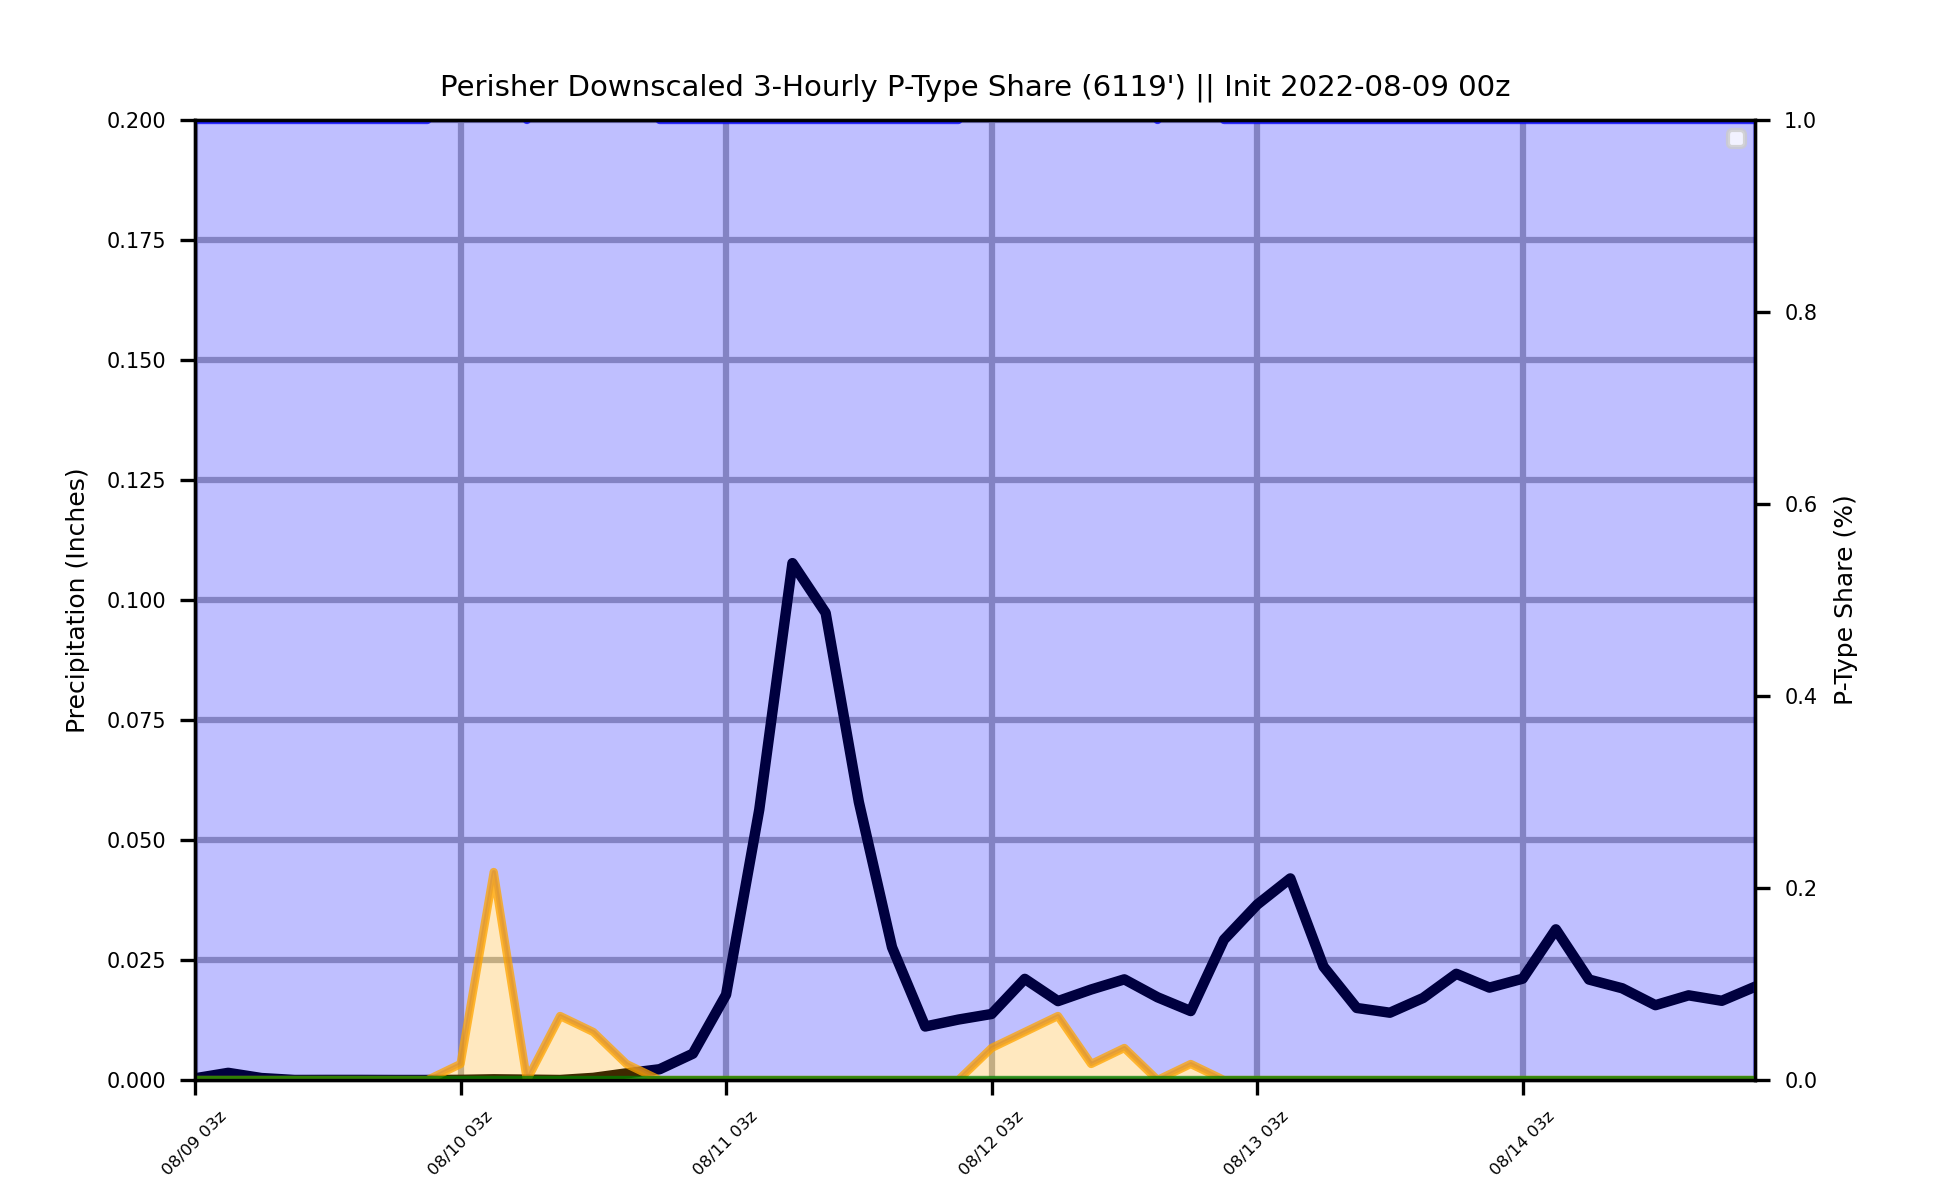 Perisher Downscaled 3-Hourly P-Type Share (6119') || Init 2022-08-09 00z
0.200
0.175
0.150
0.125
0.100
0.075
0.050
0.025
0.000
Precipitation (Inches)
1.0
0.8
0.6
0.4
0.2
0.0
P-Type Share (%)
08/09 03z
08/10 03z
08/11 03z
08/12 03z
08/13 03z
08/14 03z